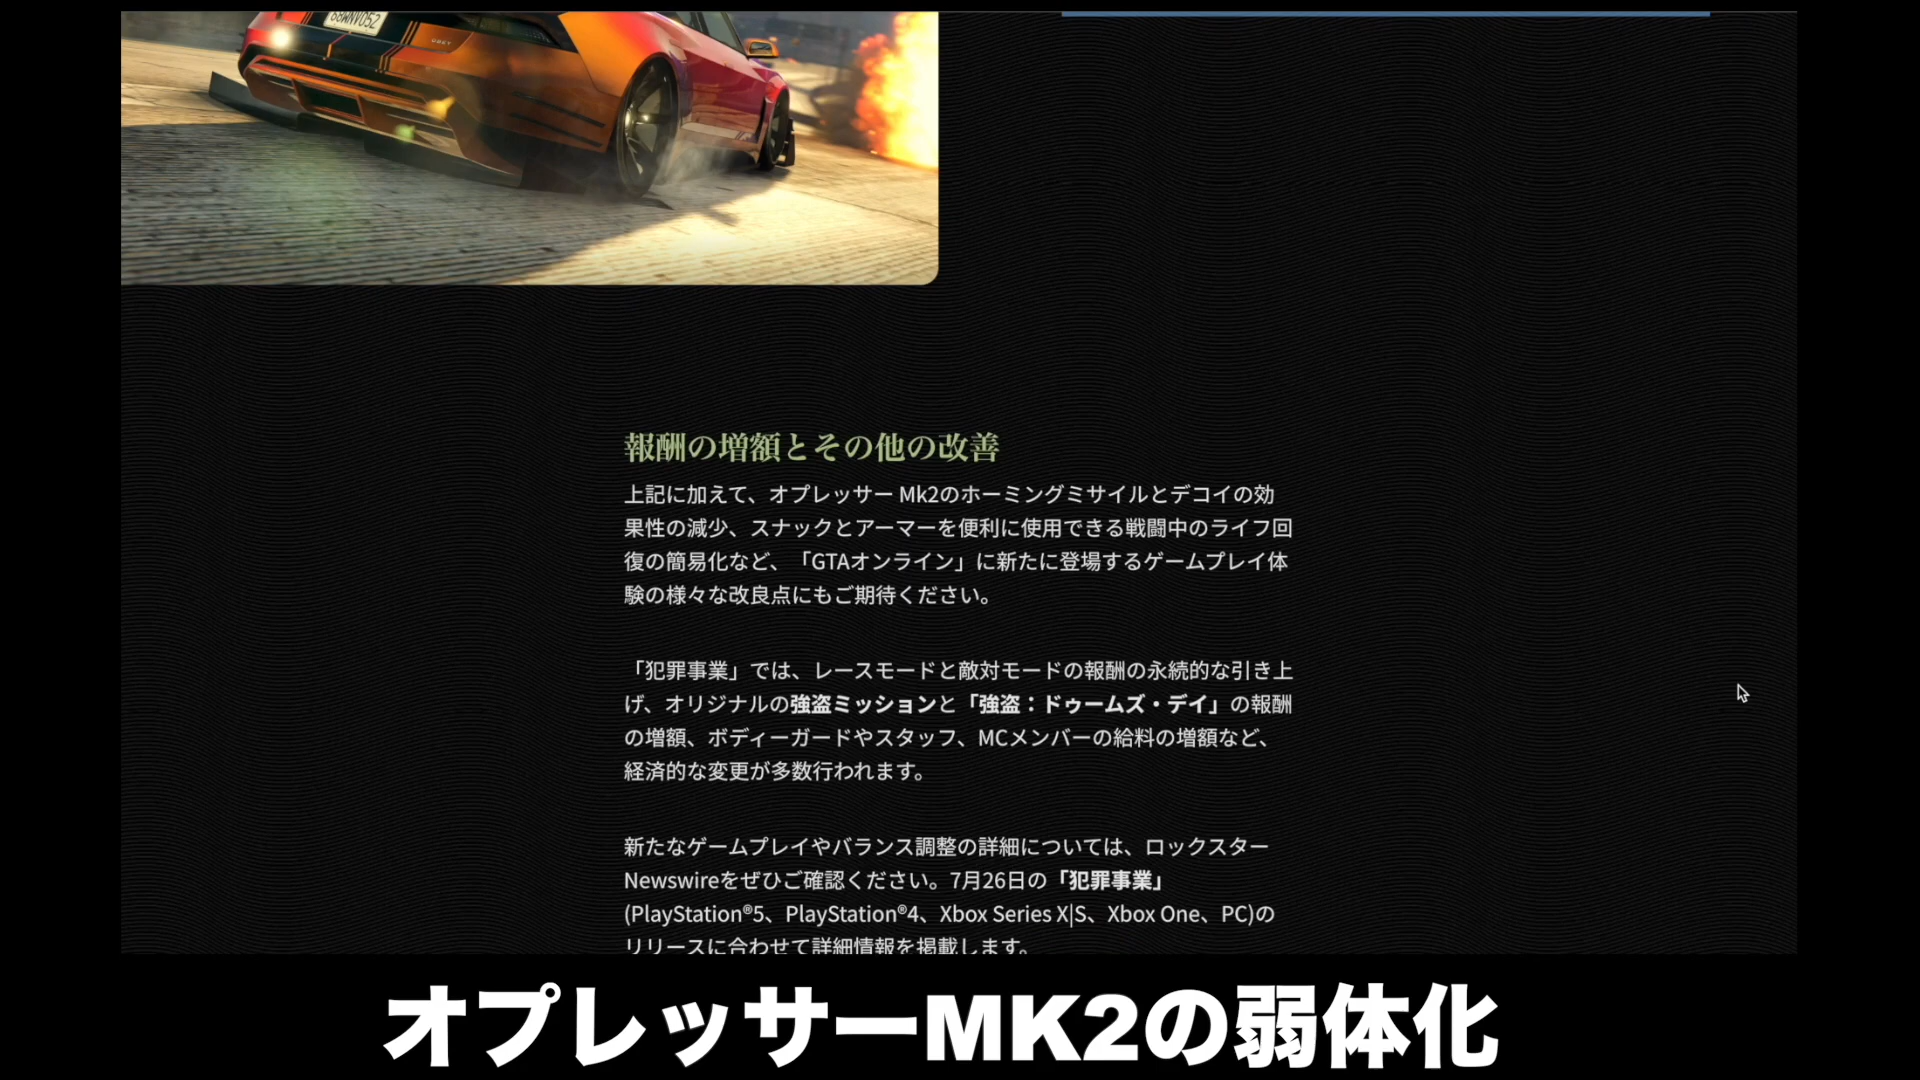 68WNV052
報酬の増額とその他の改善
上記に加えて、オプレッサー Mk2のホーミングミサイルとデコイの効
果性の減少、スナックとアーマーを便利に使用できる戦闘中のライフ回
復の簡易化など、「GTAオンライン」に新たに登場するゲームプレイ体
験の様々な改良点にもご期待ください。
「犯罪事業」では、レースモードと敵対モードの報酬の永続的な引き上
げ、オリジナルの強盗ミッションと「強盗：ドゥームズ・デイ」の報酬
の増額、ボディーガードやスタッフ、MCメンバーの給料の増額など、
経済的な変更が多数行われます。
新たなゲームプレイやバランス調整の詳細については、ロックスター
Newswireをぜひご確認ください。7月26日の「犯罪事業」
(PlayStation®5、PlayStation®4、Xbox Series X|S、Xbox One、PC)の
リリースに合わせて詳細情報を掲載します。
オプレッサーMK2の弱体化